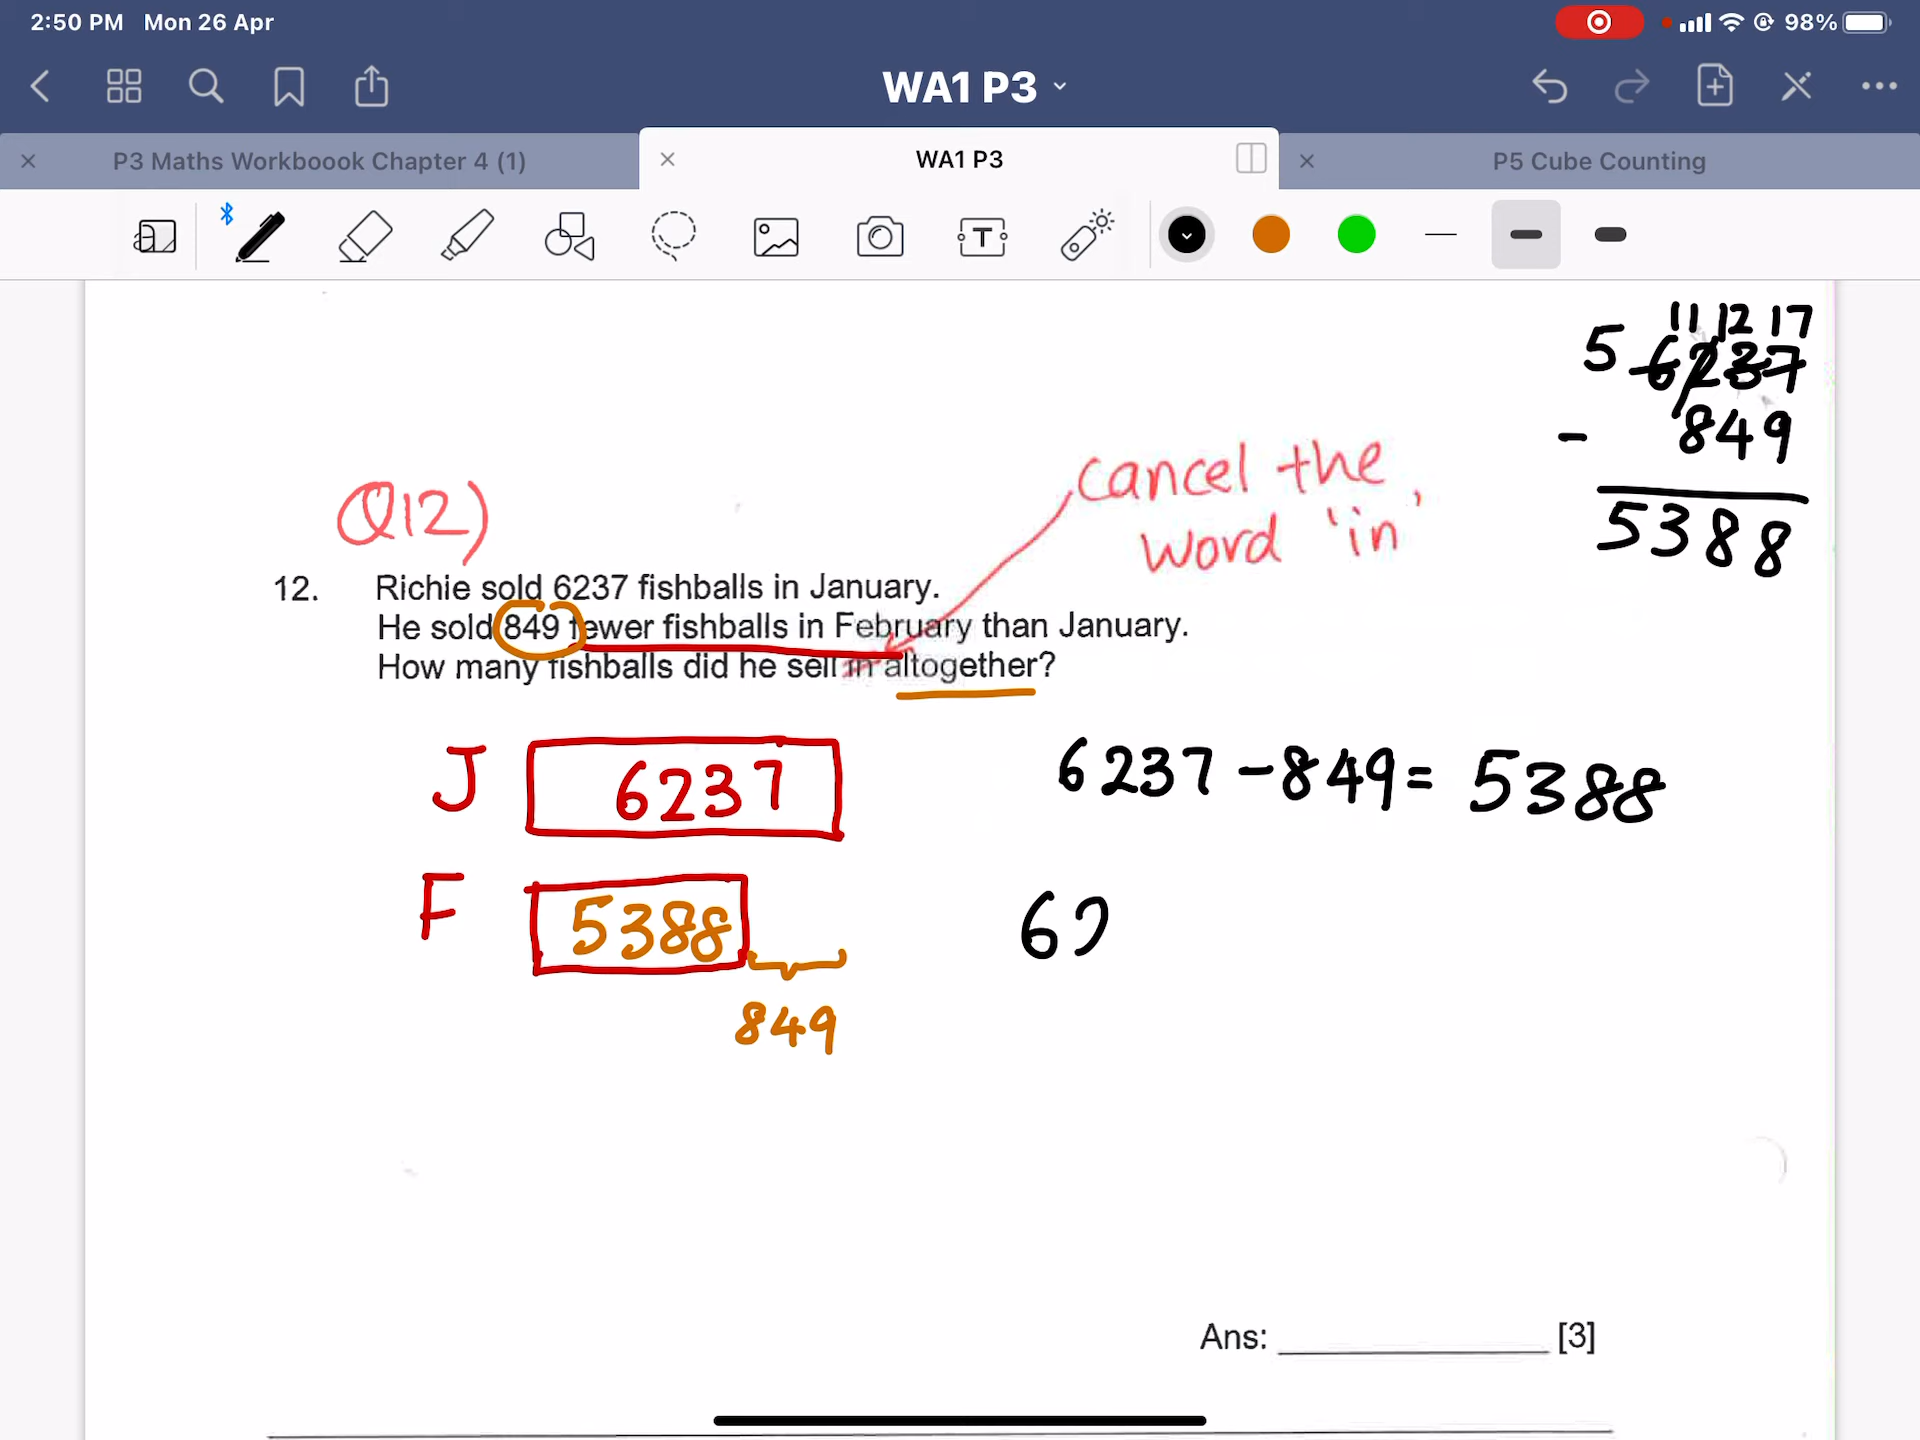 2:50 PM Mon 26 Apr
98%
WA1 P3
P3 Maths Workboook Chapter 4 (1)
WA1 P3
P5 Cube Counting
11 12 17
5 6237
- 849
5388
Q12)
cancel the
word 'in'
12. Richie sold 6237 fishballs in January.
He sold 849 fewer fishballs in February than January.
How many fishballs did he sell in altogether?
J 6237
6237 - 849 = 5388
F 5388
62
849
Ans: ______________ [3]